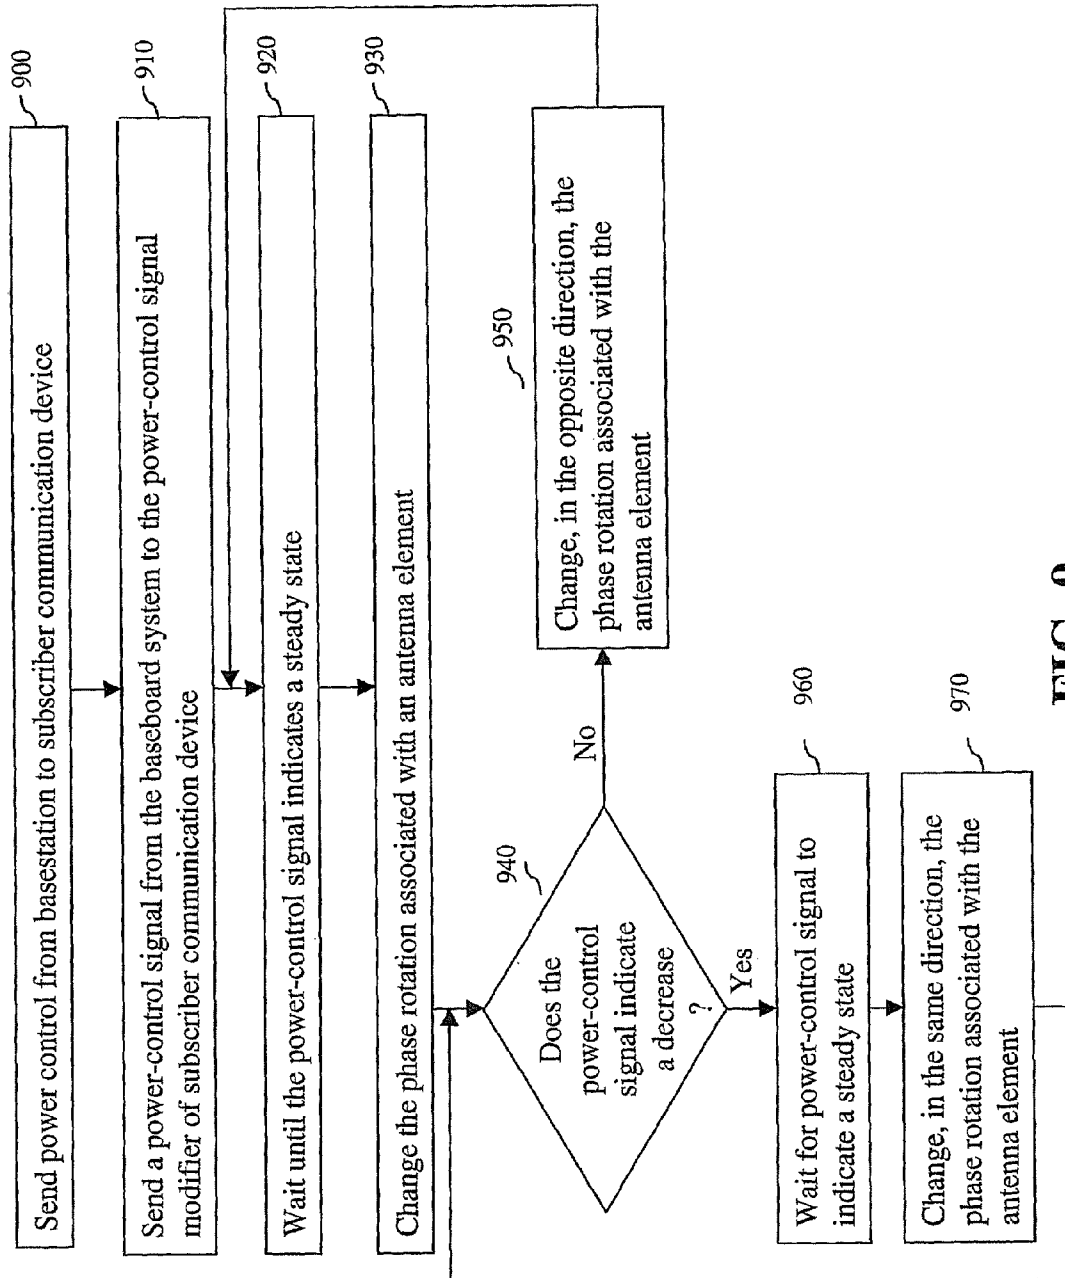 900
Send power control from basestation to subscriber communication device
910
Send a power-control signal from the baseboard system to the power-control signal
modifier of subscriber communication device
920
Wait until the power-control signal indicates a steady state
930
Change the phase rotation associated with an antenna element
940
Does the
power-control
signal indicate
a decrease
?
No
950
Change, in the opposite direction, the
phase rotation associated with the
antenna element
Yes
960
Wait for power-control signal to
indicate a steady state
970
Change, in the same direction, the
phase rotation associated with the
antenna element